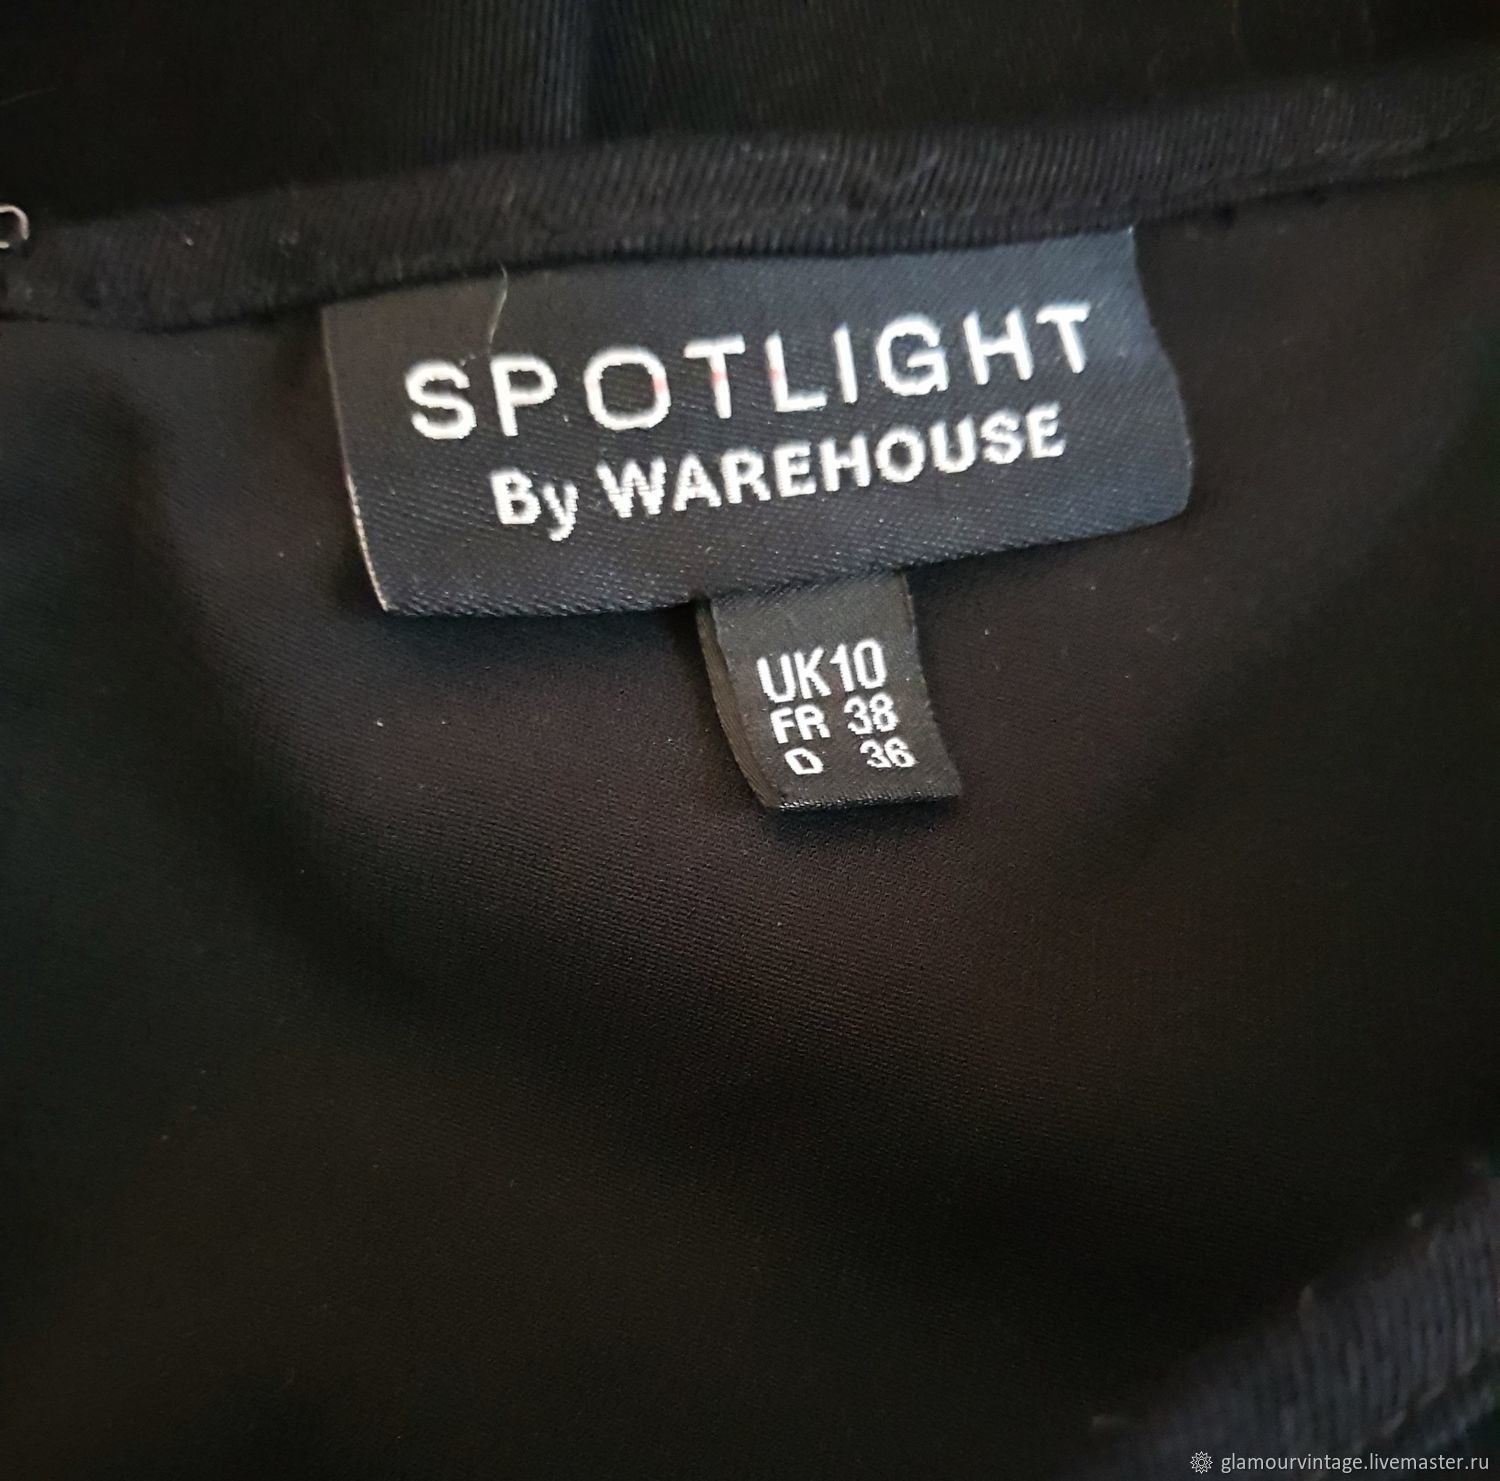 SPOTLIGHT
By WAREHOUSE
UK10
FR 38
D 36
glamourvintage.livemaster.ru